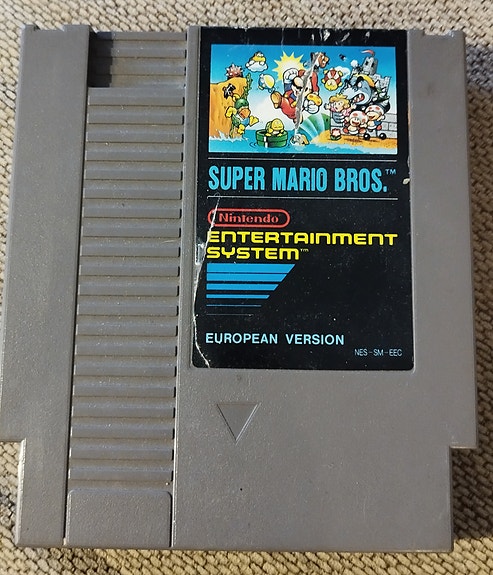 SUPER MARIO BROS.™
Nintendo
ENTERTAINMENT
SYSTEM™
EUROPEAN VERSION
NES-SM-EEC